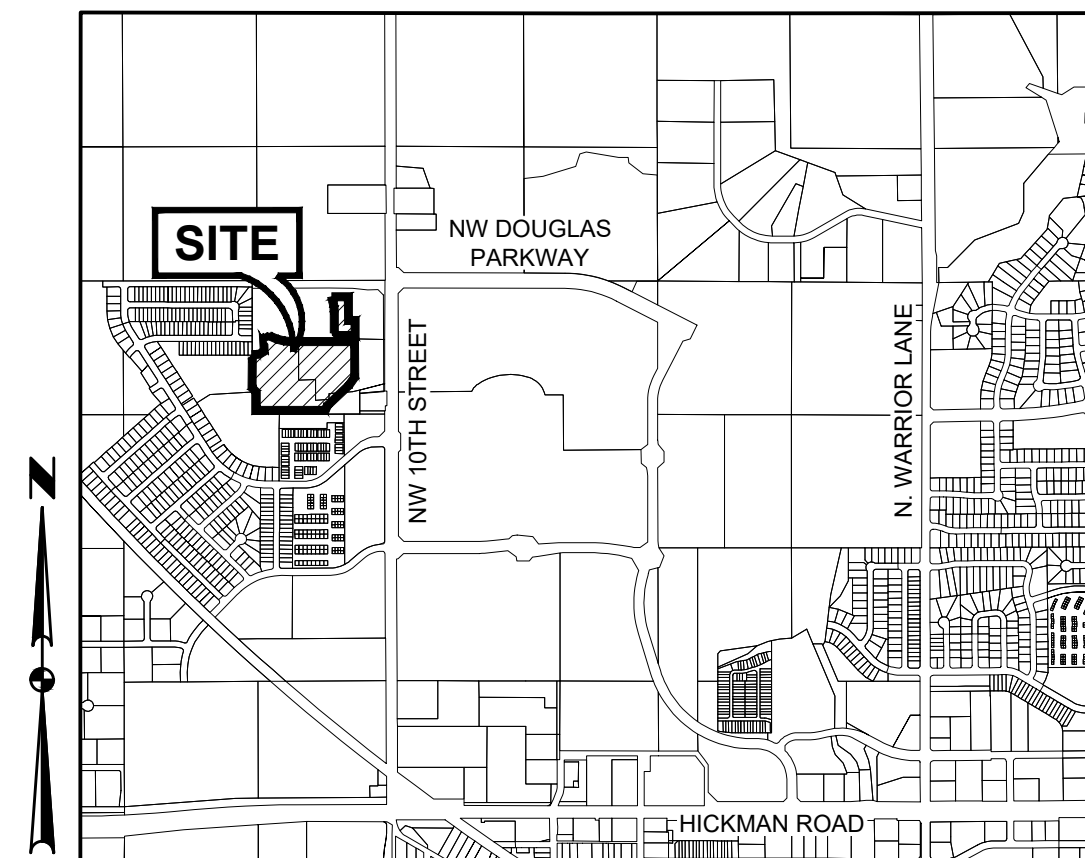 NW DOUGLAS
PARKWAY
SITE
NW 10TH STREET
N. WARRIOR LANE
N
HICKMAN ROAD